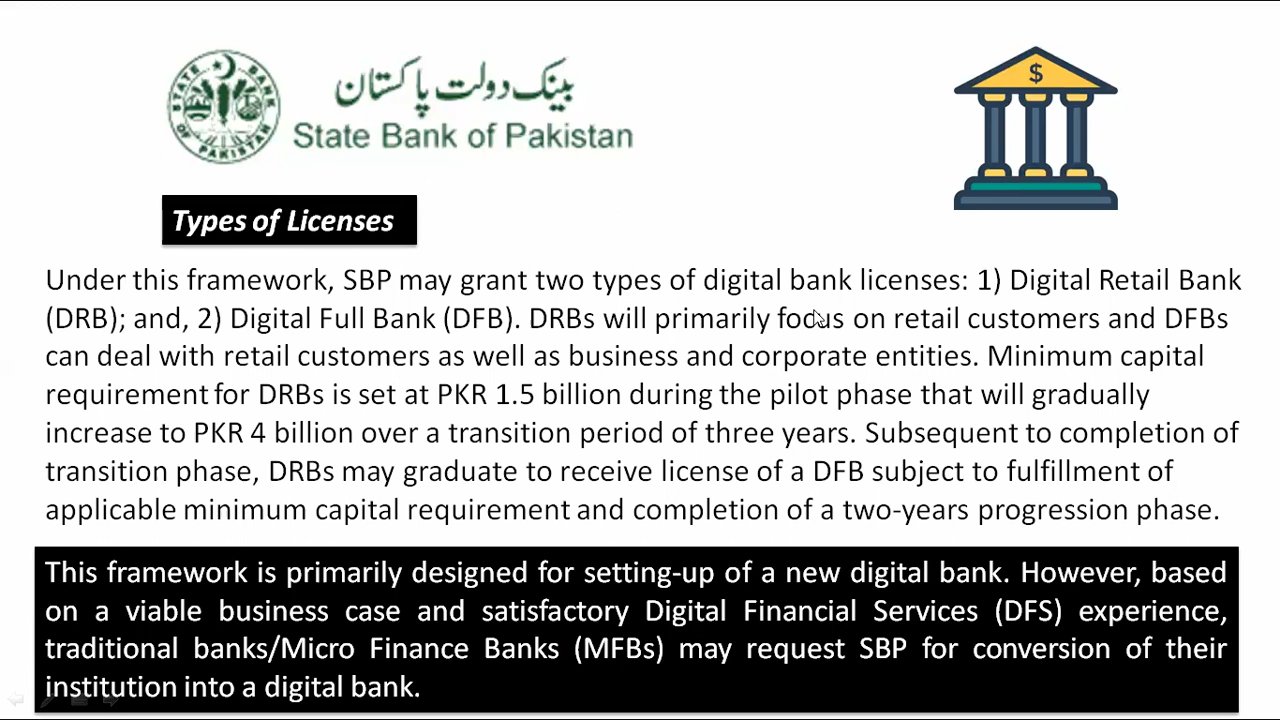 STATE BANK OF PAKISTAN
بینک دولت پاکستان
State Bank of Pakistan
$
Types of Licenses
Under this framework, SBP may grant two types of digital bank licenses: 1) Digital Retail Bank
(DRB); and, 2) Digital Full Bank (DFB). DRBs will primarily focus on retail customers and DFBs
can deal with retail customers as well as business and corporate entities. Minimum capital
requirement for DRBs is set at PKR 1.5 billion during the pilot phase that will gradually
increase to PKR 4 billion over a transition period of three years. Subsequent to completion of
transition phase, DRBs may graduate to receive license of a DFB subject to fulfillment of
applicable minimum capital requirement and completion of a two-years progression phase.
This framework is primarily designed for setting-up of a new digital bank. However, based
on a viable business case and satisfactory Digital Financial Services (DFS) experience,
traditional banks/Micro Finance Banks (MFBs) may request SBP for conversion of their
institution into a digital bank.